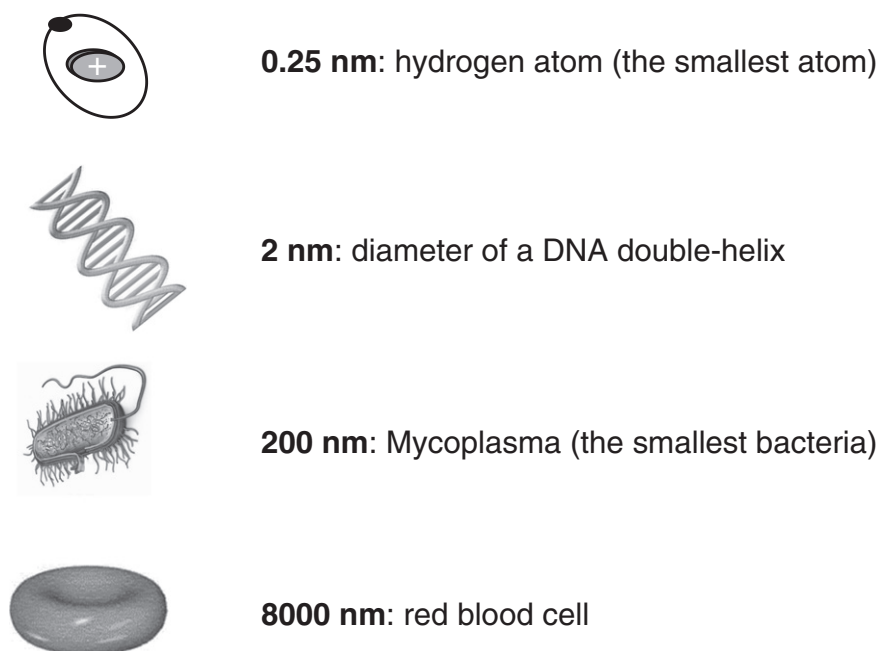 +
0.25 nm: hydrogen atom (the smallest atom)
2 nm: diameter of a DNA double-helix
200 nm: Mycoplasma (the smallest bacteria)
8000 nm: red blood cell